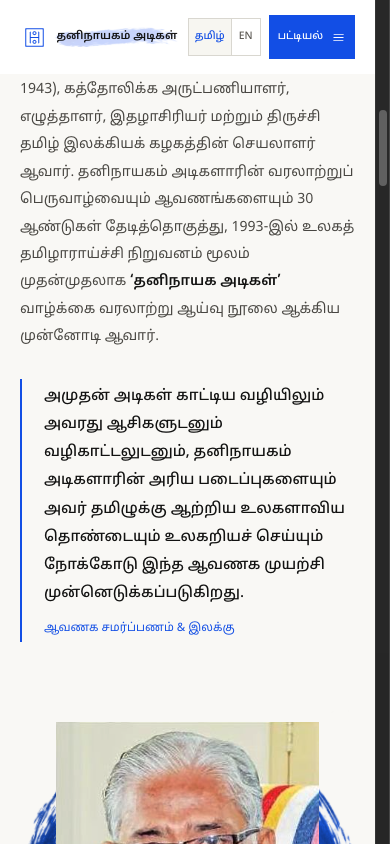 தனிநாயகம் அடிகள்
தமிழ்
EN
பட்டியல்
1943), கத்தோலிக்க அருட்பணியாளர்,
எழுத்தாளர், இதழாசிரியர் மற்றும் திருச்சி
தமிழ் இலக்கியக் கழகத்தின் செயலாளர்
ஆவார். தனிநாயகம் அடிகளாரின் வரலாற்றுப்
பெருவாழ்வையும் ஆவணங்களையும் 30
ஆண்டுகள் தேடித்தொகுத்து, 1993-இல் உலகத்
தமிழாராய்ச்சி நிறுவனம் மூலம்
முதன்முதலாக ‘தனிநாயக அடிகள்’
வாழ்க்கை வரலாற்று ஆய்வு நூலை ஆக்கிய
முன்னோடி ஆவார்.
அமுதன் அடிகள் காட்டிய வழியிலும்
அவரது ஆசிகளுடனும்
வழிகாட்டலுடனும், தனிநாயகம்
அடிகளாரின் அரிய படைப்புகளையும்
அவர் தமிழுக்கு ஆற்றிய உலகளாவிய
தொண்டையும் உலகறியச் செய்யும்
நோக்கோடு இந்த ஆவணக முயற்சி
முன்னெடுக்கப்படுகிறது.
ஆவணக சமர்ப்பணம் & இலக்கு